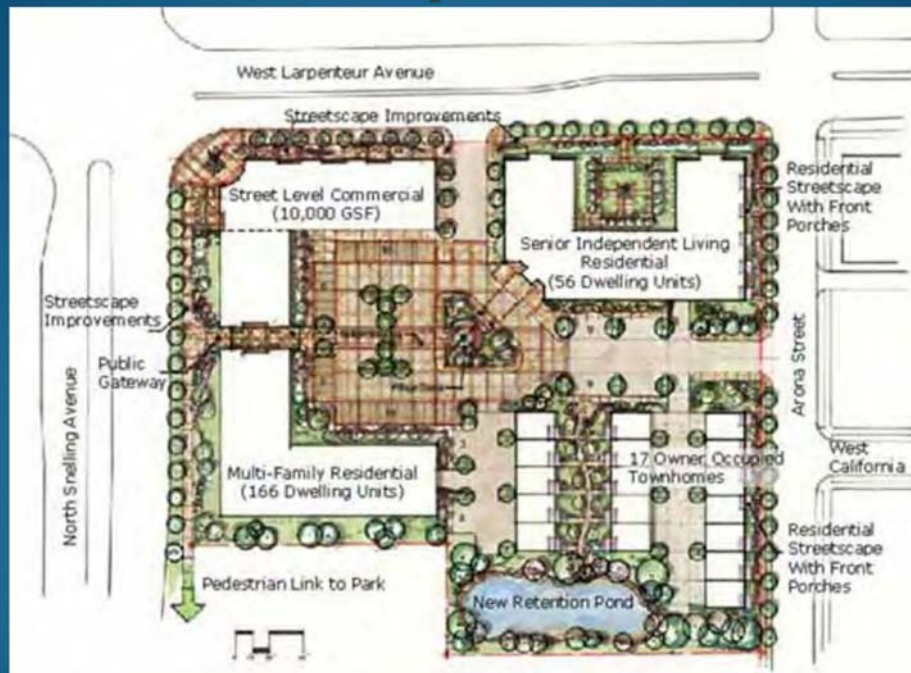 West Larpenteur Avenue
Streetscape Improvements
Street Level Commercial
(10,000 GSF)
Residential
Streetscape
With Front
Porches
Senior Independent Living
Residential
(56 Dwelling Units)
Streetscape
Improvements
Public
Gateway
North Snelling Avenue
Arona Street
Multi-Family Residential
(166 Dwelling Units)
17 Owner Occupied
Townhomes
West
California
Residential
Streetscape
With Front
Porches
Pedestrian Link to Park
New Retention Pond